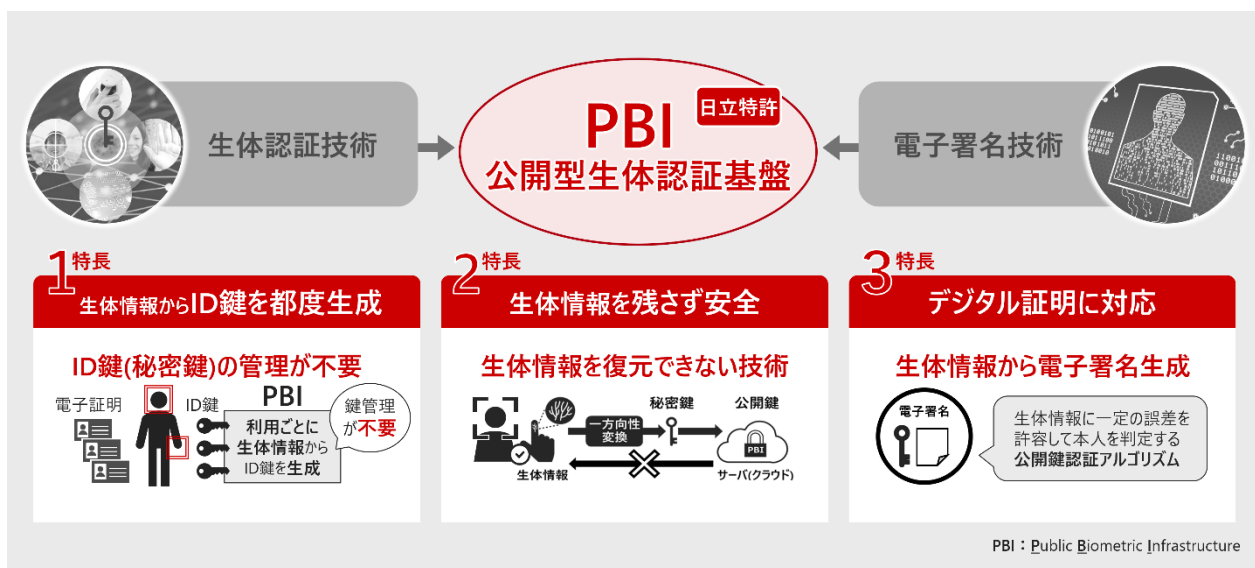 生体認証技術
PBI
日立特許
公開型生体認証基盤
電子署名技術
1特長
生体情報からID鍵を都度生成
ID鍵(秘密鍵)の管理が不要
電子証明
ID鍵
PBI
利用ごとに
生体情報から
ID鍵を生成
鍵管理
が不要
2特長
生体情報を残さず安全
生体情報を復元できない技術
一方向性
変換
秘密鍵
公開鍵
PBI
生体情報
サーバ(クラウド)
3特長
デジタル証明に対応
生体情報から電子署名生成
電子署名
生体情報に一定の誤差を
許容して本人を判定する
公開鍵認証アルゴリズム
PBI：Public Biometric Infrastructure